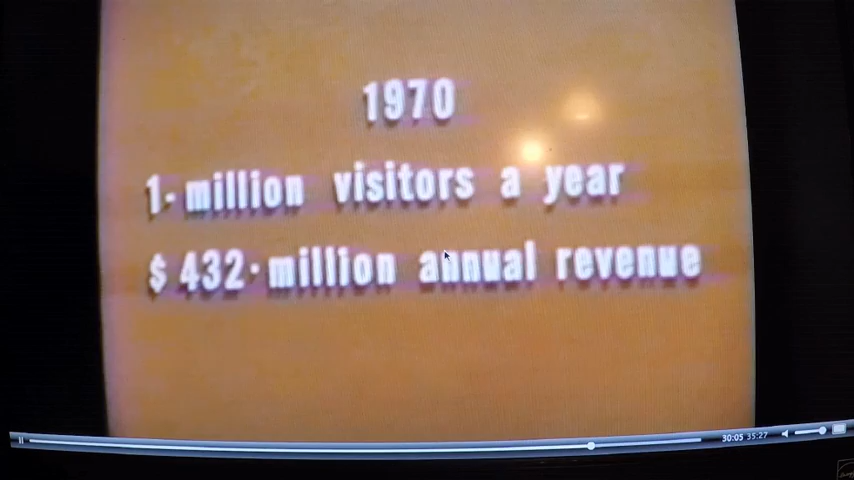 1970
1-million visitors a year
$432-million annual revenue
30:05 35:27